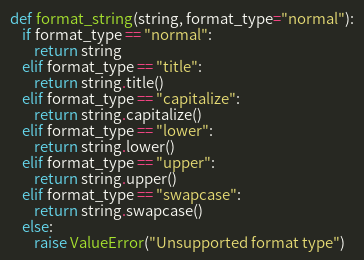 def format_string(string, format_type="normal"):
    if format_type == "normal":
        return string
    elif format_type == "title":
        return string.title()
    elif format_type == "capitalize":
        return string.capitalize()
    elif format_type == "lower":
        return string.lower()
    elif format_type == "upper":
        return string.upper()
    elif format_type == "swapcase":
        return string.swapcase()
    else:
        raise ValueError("Unsupported format type")